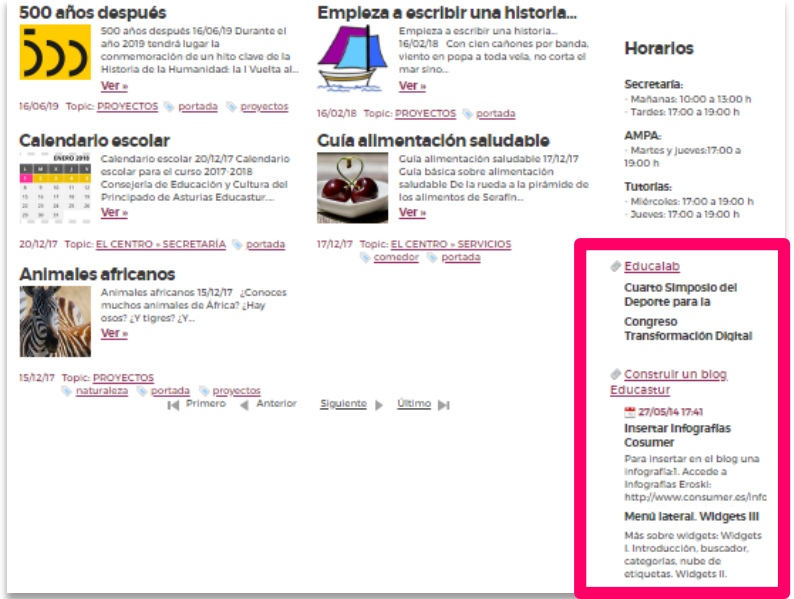 500 años después
500 años después 16/06/19 Durante el
año 2019 tendrá lugar la
conmemoración de un hito clave de la
Historia de la Humanidad: la I Vuelta al...
Ver »
16/06/19 Topic: PROYECTOS portada proyectos
Empieza a escribir una historia...
Empieza a escribir una historia...
16/02/18 Con cien cañones por banda,
viento en popa a toda vela, no corta el
mar sino...
Ver »
16/02/18 Topic: PROYECTOS portada
Calendario escolar
ENERO 2018
Calendario escolar 20/12/17 Calendario
escolar para el curso 2017-2018
Consejería de Educación y Cultura del
Principado de Asturias Educastur....
Ver »
20/12/17 Topic: EL CENTRO » SECRETARÍA portada
Guía alimentación saludable
Guía alimentación saludable 17/12/17
Guía básica sobre alimentación
saludable De la rueda a la pirámide de
los alimentos de Serafín...
Ver »
17/12/17 Topic: EL CENTRO » SERVICIOS
comedor portada
Animales africanos
Animales africanos 15/12/17 ¿Conoces
muchos animales de África? ¿Hay
osos? ¿Y tigres? ¿Y...
Ver »
15/12/17 Topic: PROYECTOS
naturaleza portada proyectos
Primero Anterior Siguiente Último
Horarios
Secretaría:
· Mañanas: 10:00 a 13:00 h
· Tardes: 17:00 a 19:00 h
AMPA:
· Martes y jueves:17:00 a
19:00 h
Tutorías:
· Miércoles: 17:00 a 19:00 h
· Jueves: 17:00 a 19:00 h
Educalab
Cuarto Simposio del
Deporte para la
Congreso
Transformación Digital
Construir un blog
Educastur
27/05/14 17:41
Insertar Infografías
Cosumer
Para insertar en el blog una
infografía:1. Accede a
Infografías Eroski:
http://www.consumer.es/info
Menú lateral. Widgets III
Más sobre widgets: Widgets
I. Introducción, buscador,
categorías, nube de
etiquetas. Widgets II.